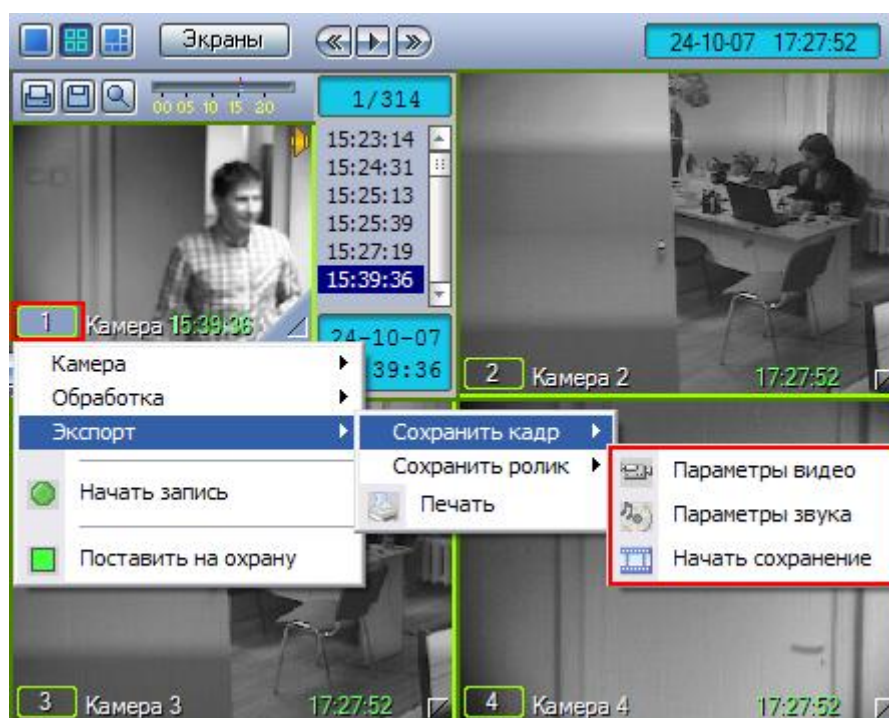 Экраны
24-10-07 17:27:52
00 05 10 15 20
1/314
15:23:14
15:24:31
15:25:13
15:25:39
15:27:19
15:39:36
1 Камера 15:39:36
24-10-07
39:36
2 Камера 2 17:27:52
Камера
Обработка
Экспорт
Начать запись
Поставить на охрану
Сохранить кадр
Сохранить ролик
Печать
Параметры видео
Параметры звука
Начать сохранение
3 Камера 3 17:27:52
4 Камера 4 17:27:52